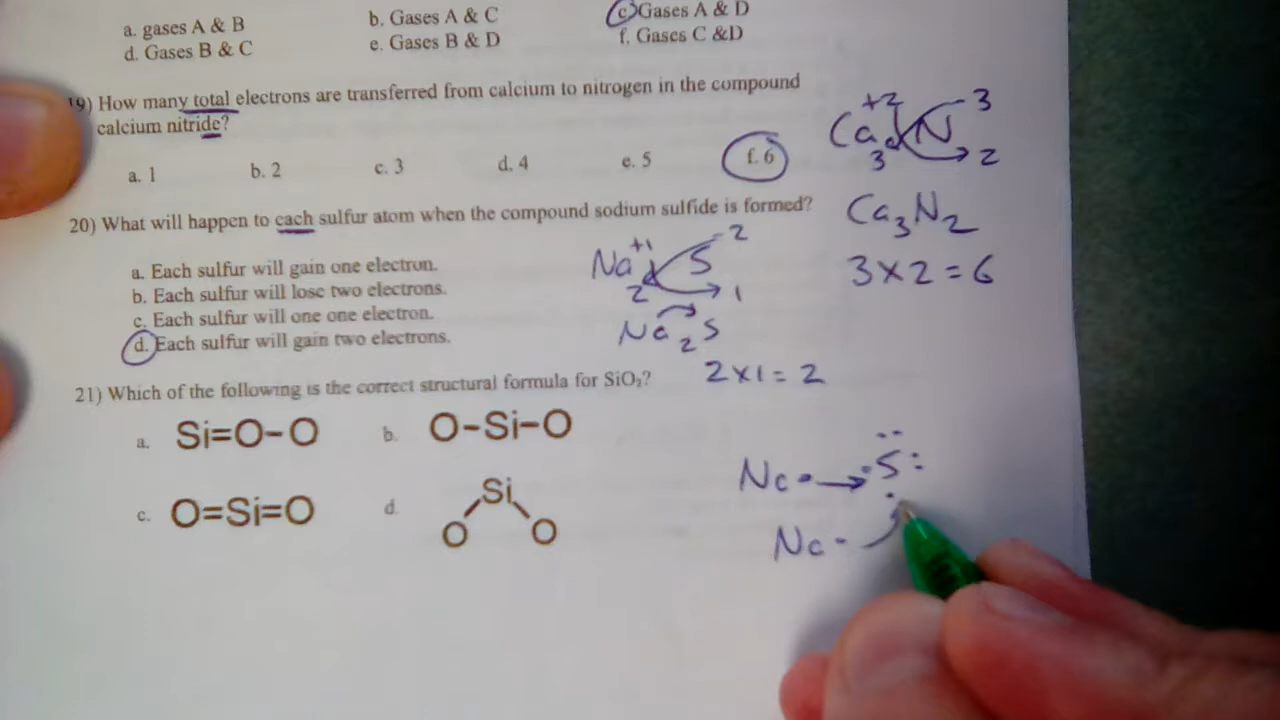 a. gases A & B b. Gases A & C c. Gases A & D
d. Gases B & C e. Gases B & D f. Gases C &D
19) How many total electrons are transferred from calcium to nitrogen in the compound
calcium nitride?
a. 1 b. 2 c. 3 d. 4 e. 5 f. 6
Ca +2 N -3
3 2
Ca3N2
3 x 2 = 6
20) What will happen to each sulfur atom when the compound sodium sulfide is formed?
a. Each sulfur will gain one electron.
b. Each sulfur will lose two electrons.
c. Each sulfur will one one electron.
d. Each sulfur will gain two electrons.
Na +1 S -2
2 1
Na2S
2 x 1 = 2
21) Which of the following is the correct structural formula for SiO₂?
a. Si=O-O b. O-Si-O
c. O=Si=O d. Si
O O
Na S
Na